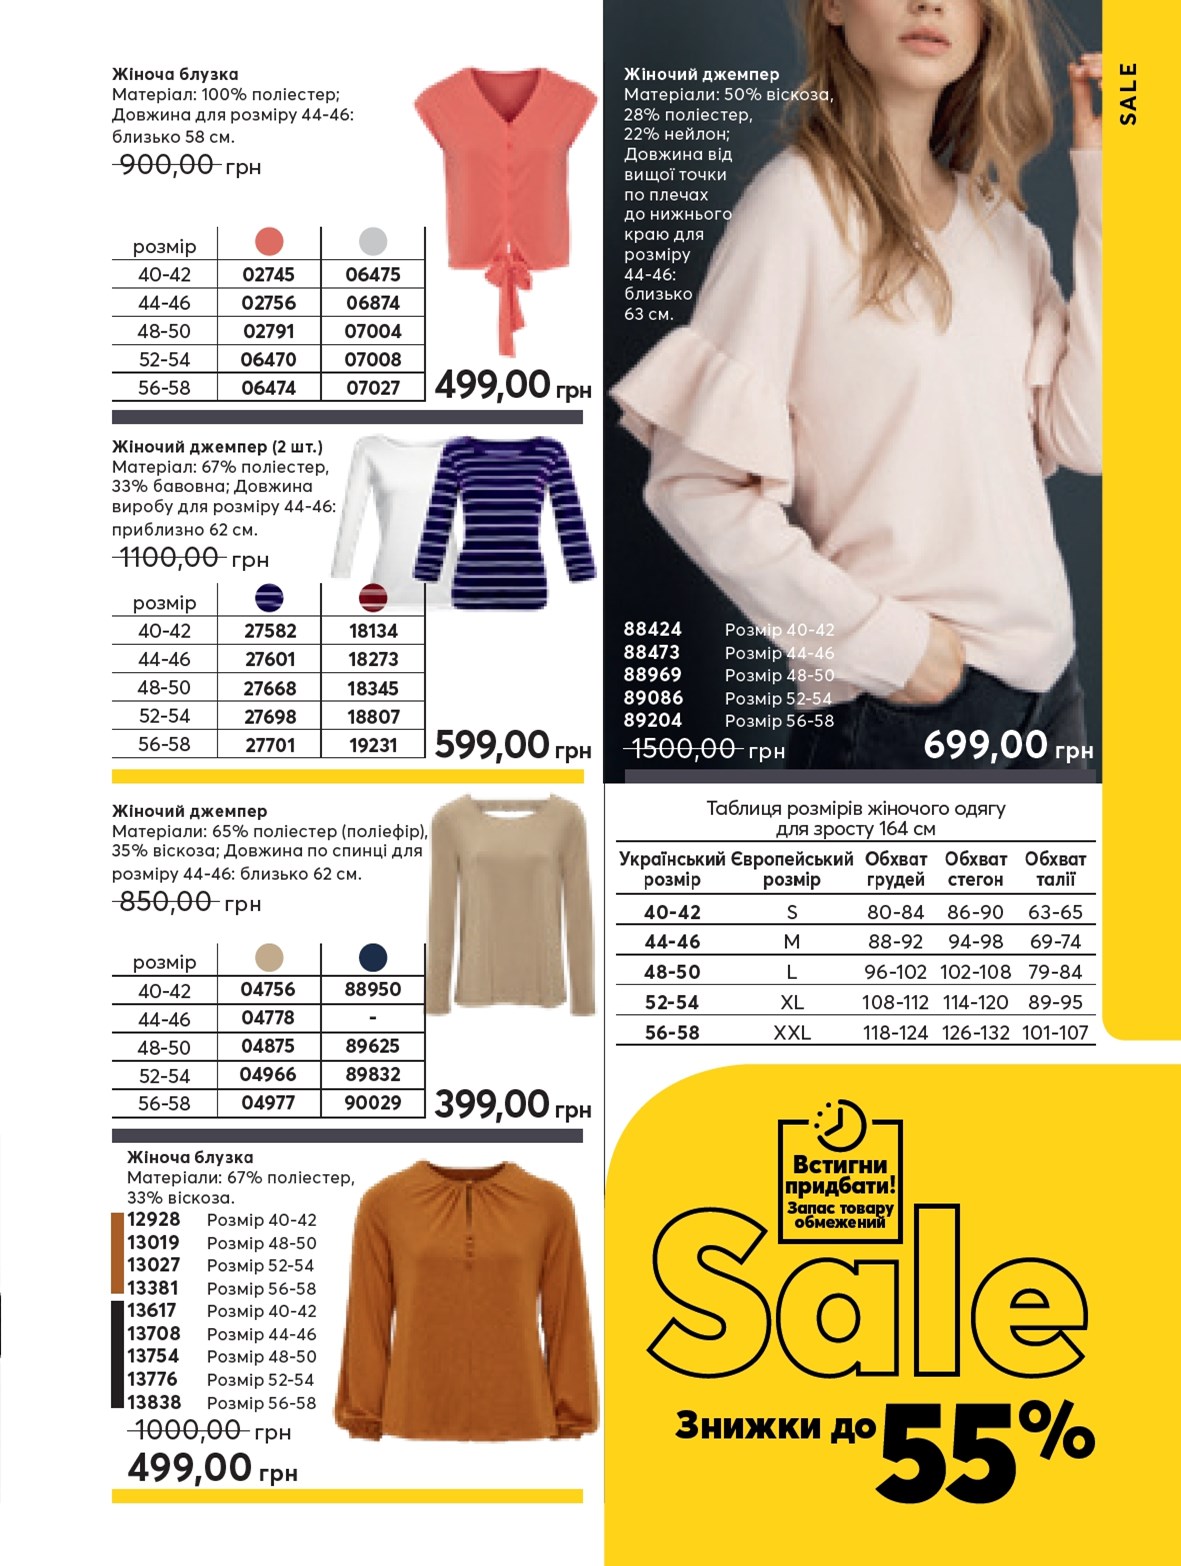 Жіноча блузка
Матеріал: 100% поліестер;
Довжина для розміру 44-46:
близько 58 см.
900,00 грн
розмір
40-42 02745 06475
44-46 02756 06874
48-50 02791 07004
52-54 06470 07008
56-58 06474 07027
499,00 грн
Жіночий джемпер (2 шт.)
Матеріал: 67% поліестер,
33% бавовна; Довжина
виробу для розміру 44-46:
приблизно 62 см.
1100,00 грн
розмір
40-42 27582 18134
44-46 27601 18273
48-50 27668 18345
52-54 27698 18807
56-58 27701 19231
599,00 грн
Жіночий джемпер
Матеріали: 65% поліестер (поліефір),
35% віскоза; Довжина по спинці для
розміру 44-46: близько 62 см.
850,00 грн
розмір
40-42 04756 88950
44-46 04778 -
48-50 04875 89625
52-54 04966 89832
56-58 04977 90029
399,00 грн
Жіноча блузка
Матеріали: 67% поліестер,
33% віскоза.
12928 Розмір 40-42
13019 Розмір 48-50
13027 Розмір 52-54
13381 Розмір 56-58
13617 Розмір 40-42
13708 Розмір 44-46
13754 Розмір 48-50
13776 Розмір 52-54
13838 Розмір 56-58
1000,00 грн
499,00 грн
Жіночий джемпер
Матеріали: 50% віскоза,
28% поліестер,
22% нейлон;
Довжина від
вищої точки
по плечах
до нижнього
краю для
розміру
44-46:
близько
63 см.
88424 Розмір 40-42
88473 Розмір 44-46
88969 Розмір 48-50
89086 Розмір 52-54
89204 Розмір 56-58
1500,00 грн
699,00 грн
SALE
Таблиця розмірів жіночого одягу
для зросту 164 см
Український Європейський Обхват Обхват Обхват
розмір розмір грудей стегон талії
40-42 S 80-84 86-90 63-65
44-46 M 88-92 94-98 69-74
48-50 L 96-102 102-108 79-84
52-54 XL 108-112 114-120 89-95
56-58 XXL 118-124 126-132 101-107
Встигни
придбати!
Запас товару
обмежений
Sale
Знижки до 55%